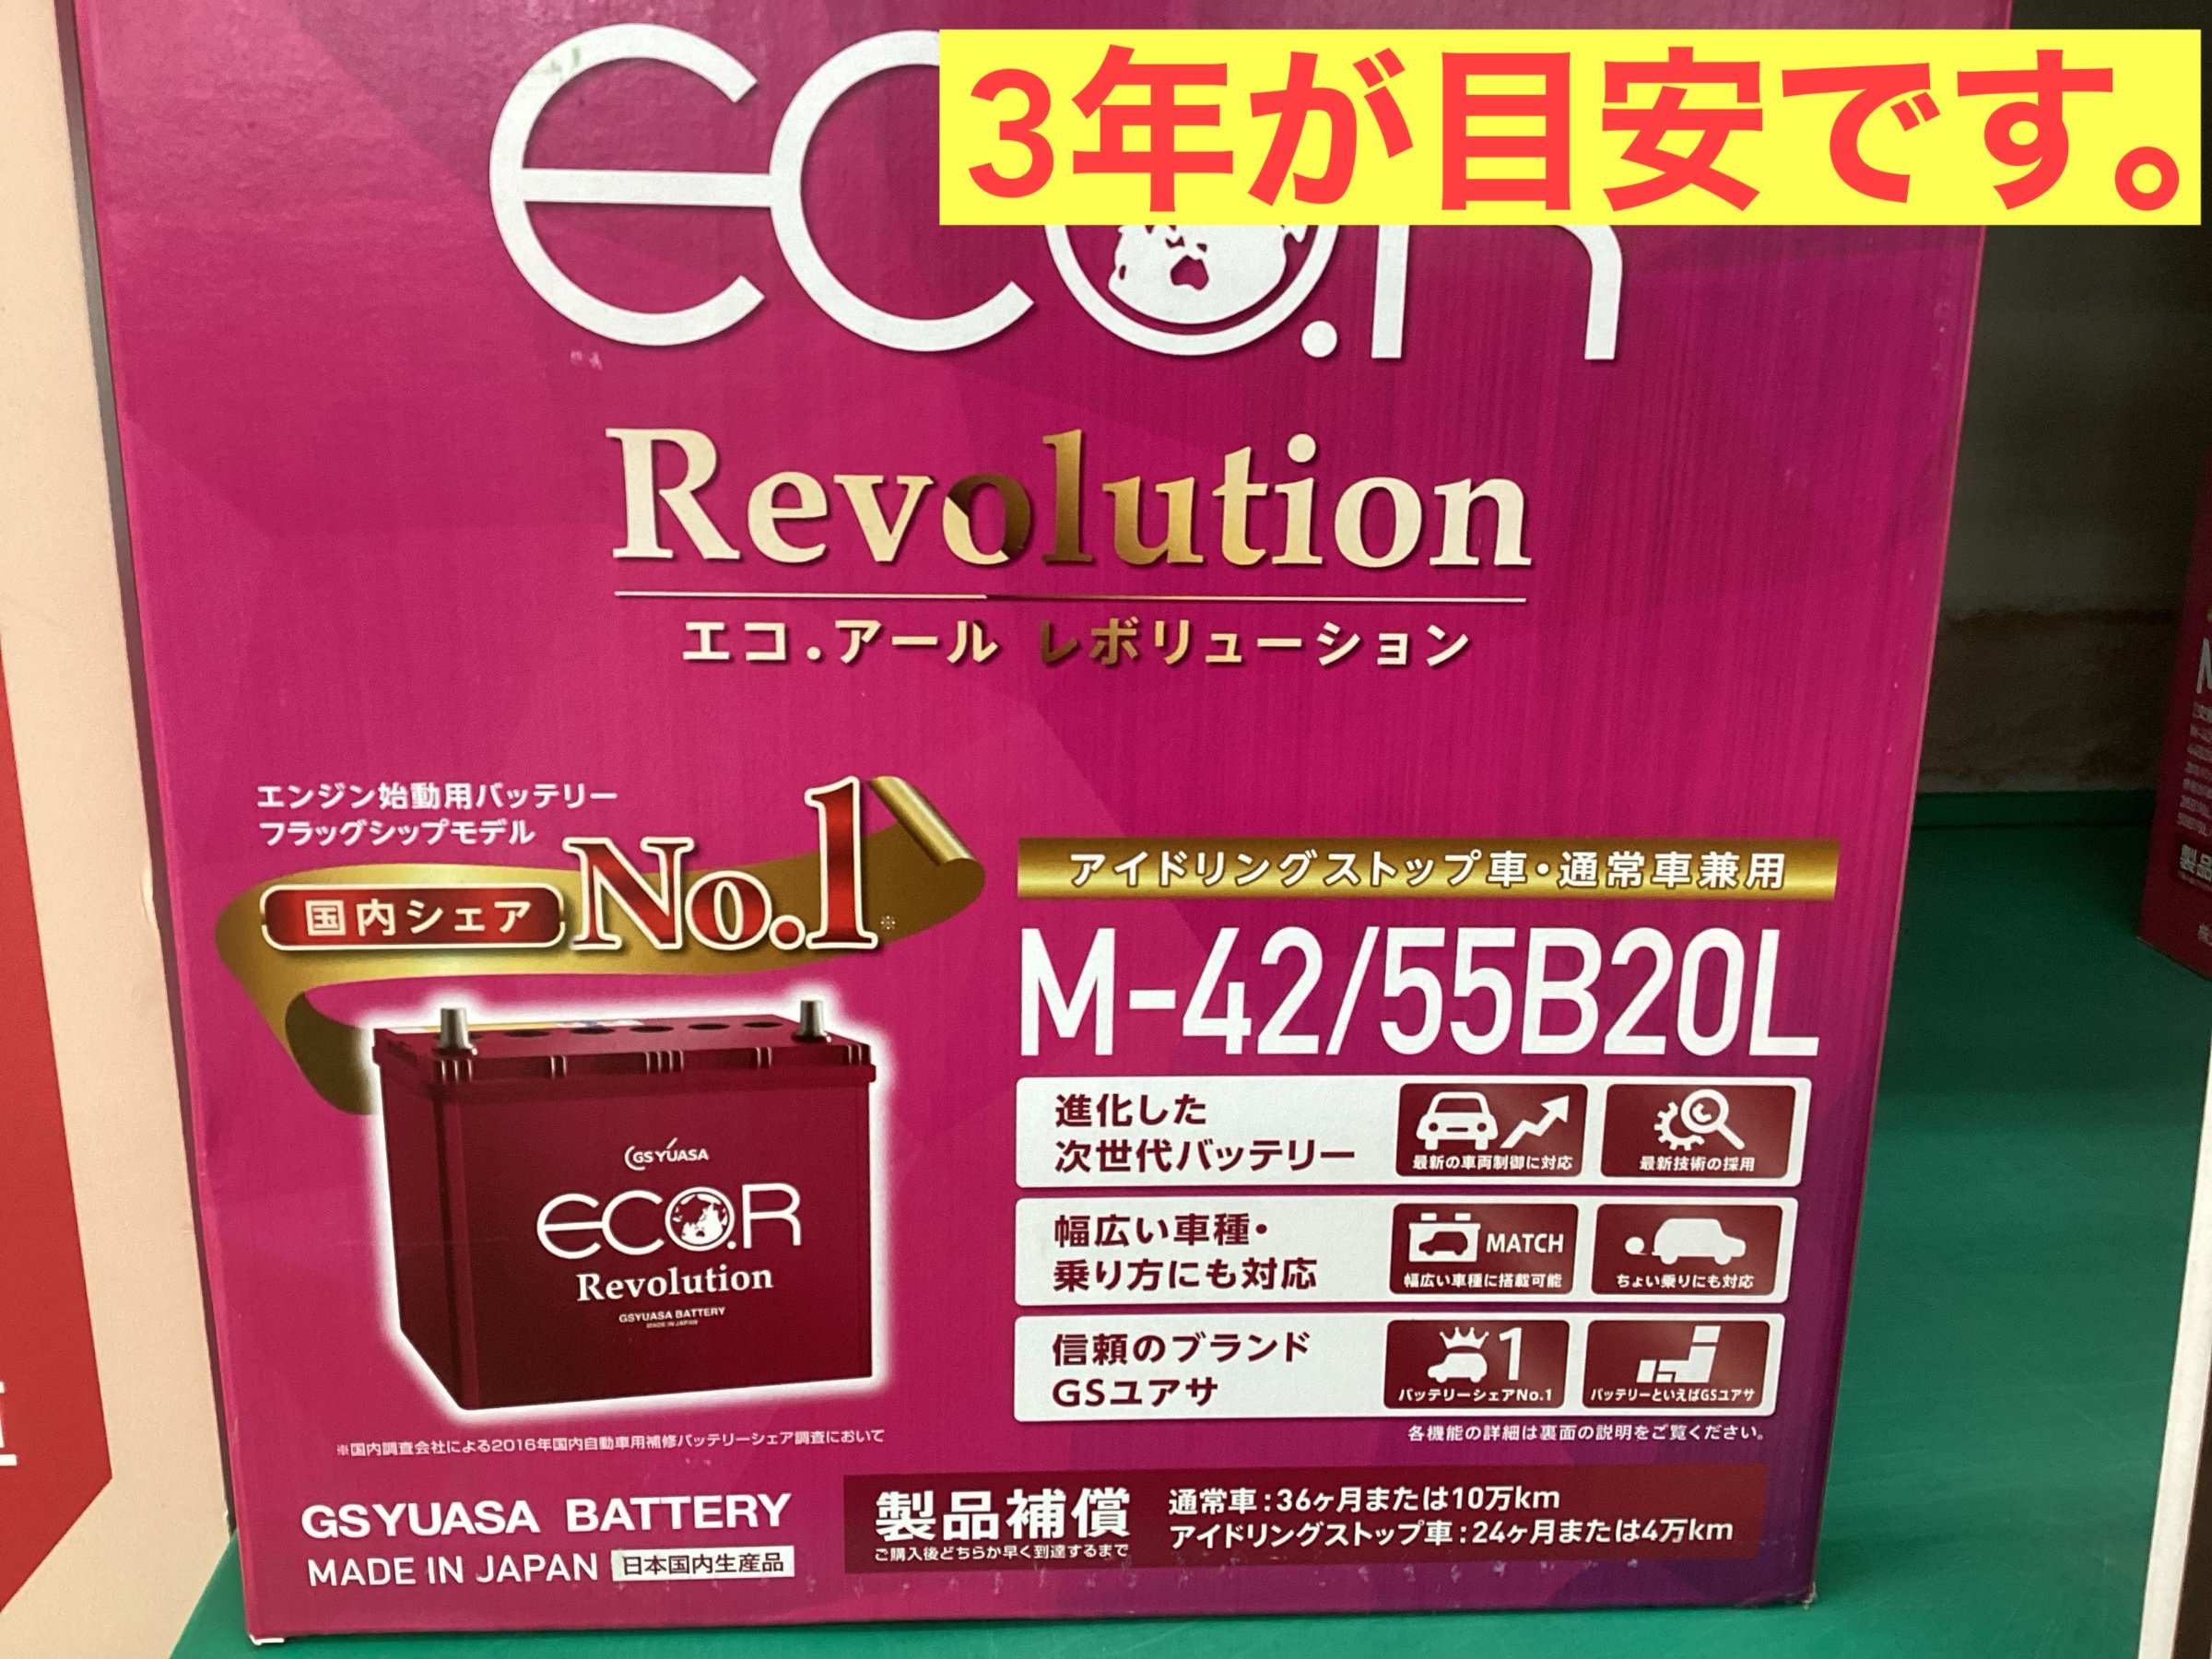 3年が目安です。
eco.R
Revolution
エコ.アール レボリューション
エンジン始動用バッテリー
フラッグシップモデル
国内シェア No.1※
アイドリングストップ車・通常車兼用
M-42/55B20L
進化した
次世代バッテリー
最新の車両制御に対応
最新技術の採用
幅広い車種・
乗り方にも対応
MATCH
幅広い車種に搭載可能
ちょい乗りにも対応
信頼のブランド
GSユアサ
1
バッテリーシェアNo.1
バッテリーといえばGSユアサ
各機能の詳細は裏面の説明をご覧ください。
GS YUASA
ECO.R
Revolution
GSYUASA BATTERY
MADE IN JAPAN
※国内調査会社による2016年国内自動車用補修バッテリーシェア調査において
GSYUASA BATTERY
MADE IN JAPAN 日本国内生産品
製品補償
ご購入後どちらか早く到達するまで
通常車:36ヶ月または10万km
アイドリングストップ車:24ヶ月または4万km